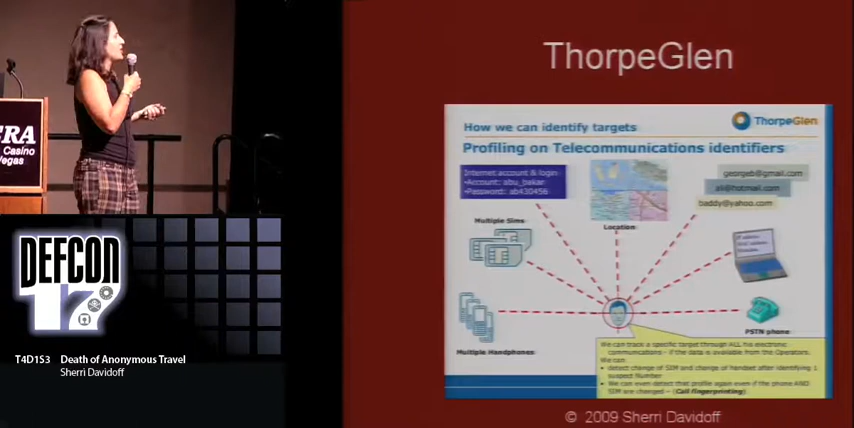 ERA
Casino
Vegas
DEFCON
17
T4D1S3 Death of Anonymous Travel
Sherri Davidoff
ThorpeGlen
How we can identify targets
ThorpeGlen
Profiling on Telecommunications identifiers
Internet account & login
•Account: abu_bakar
•Password: ab430456
georgeb@gmail.com
ali@hotmail.com
baddy@yahoo.com
Multiple Sims
Location
Multiple Handphones
PSTN phone
We can track a specific target through ALL his electronic
communications – if the data is available from the Operators.
We can:
• detect change of SIM and change of handset after identifying 1
suspect Number
• We can even detect that profile again even if the phone AND
SIM are changed – (Call fingerprinting)
© 2009 Sherri Davidoff